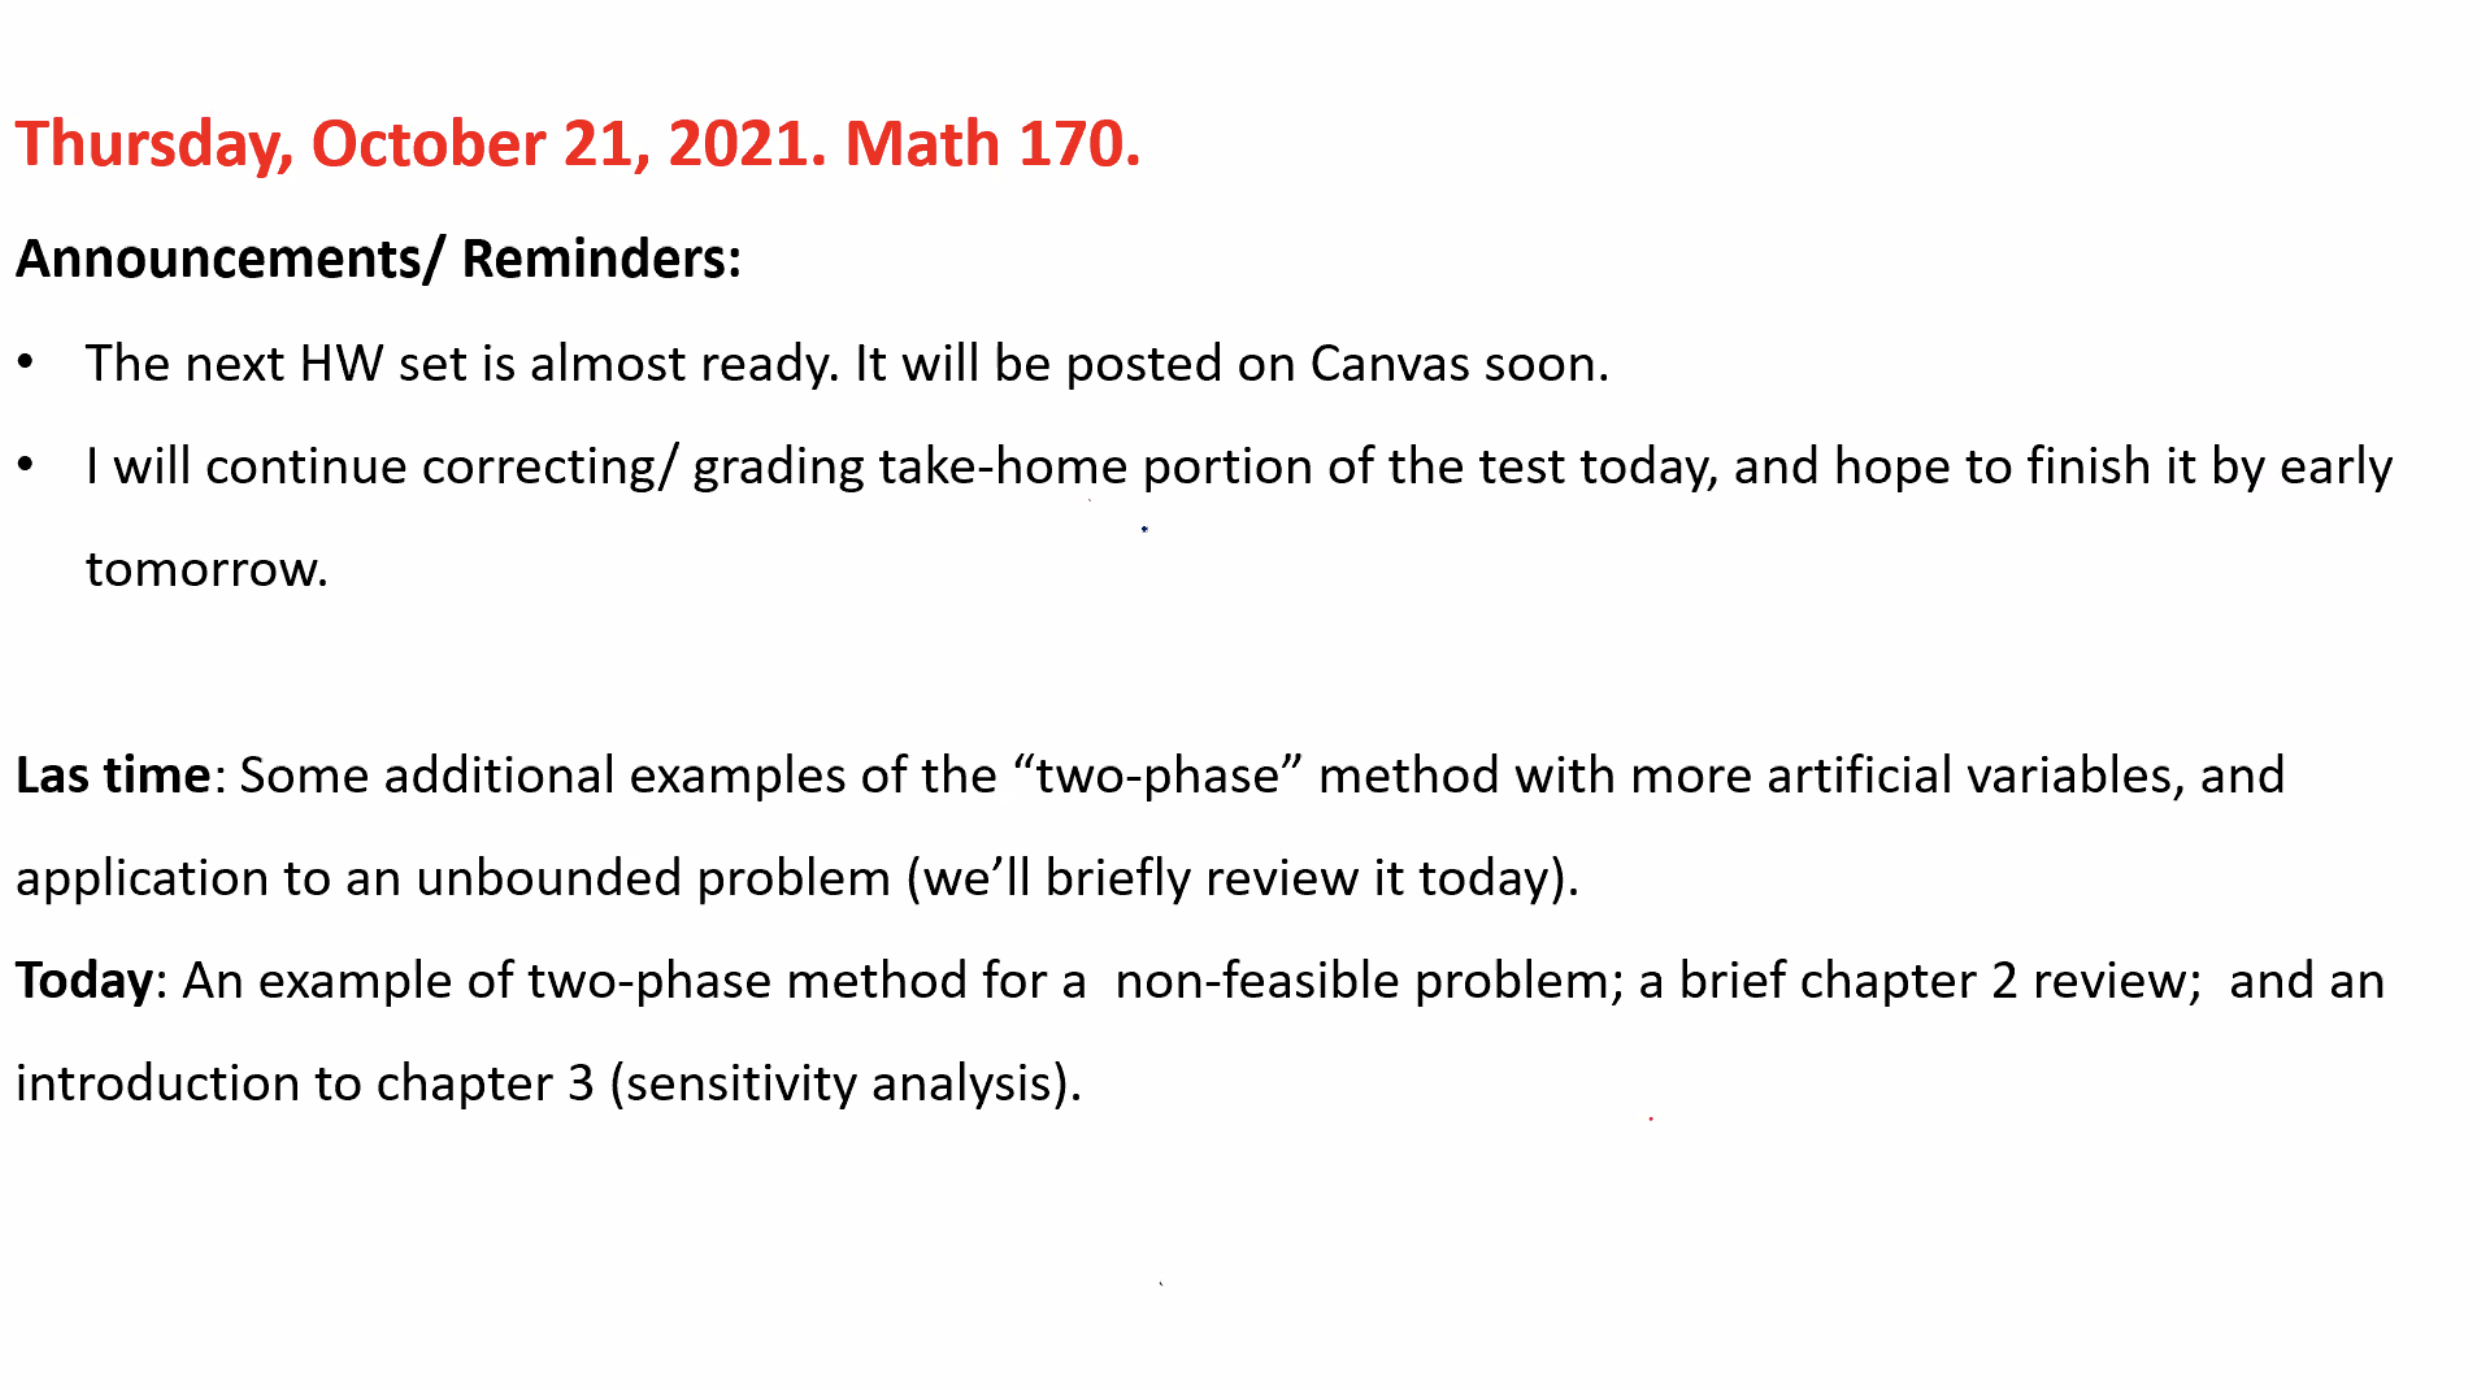 Thursday, October 21, 2021. Math 170.
Announcements/ Reminders:
• The next HW set is almost ready. It will be posted on Canvas soon.
• I will continue correcting/ grading take-home portion of the test today, and hope to finish it by early
tomorrow.
Las time: Some additional examples of the “two-phase” method with more artificial variables, and
application to an unbounded problem (we’ll briefly review it today).
Today: An example of two-phase method for a  non-feasible problem; a brief chapter 2 review;  and an
introduction to chapter 3 (sensitivity analysis).